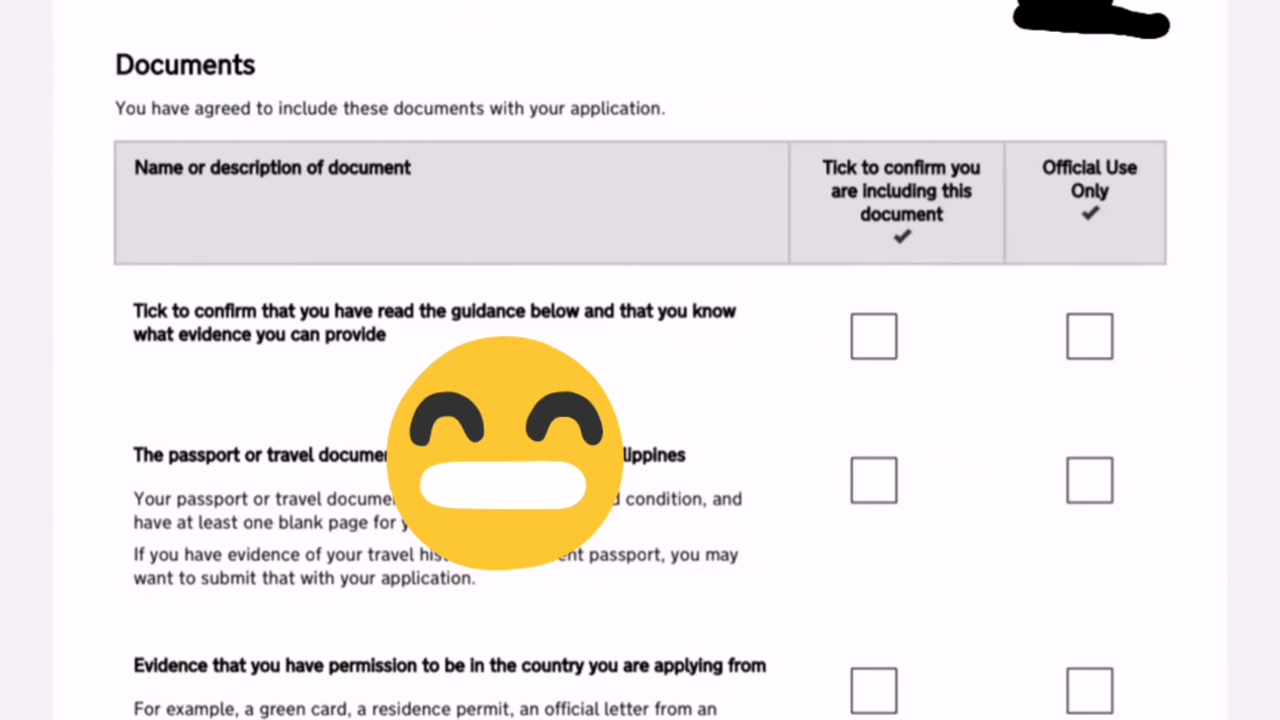 Documents
You have agreed to include these documents with your application.
Name or description of document
Tick to confirm you
are including this
document
Official Use
Only
Tick to confirm that you have read the guidance below and that you know
what evidence you can provide
The passport or travel
Your passport or travel condition, and
have at least one blank page for
If you have evidence of your travel passport, you may
want to submit that with your application.
Evidence that you have permission to be in the country you are applying from
For example, a green card, a residence permit, an official letter from an